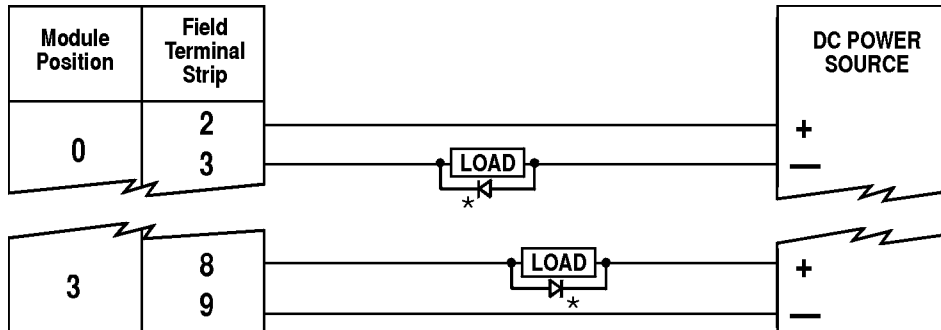 Module Position
Field Terminal Strip
DC POWER SOURCE
0
2
+
3
LOAD
—
*
3
8
LOAD
+
*
9
—